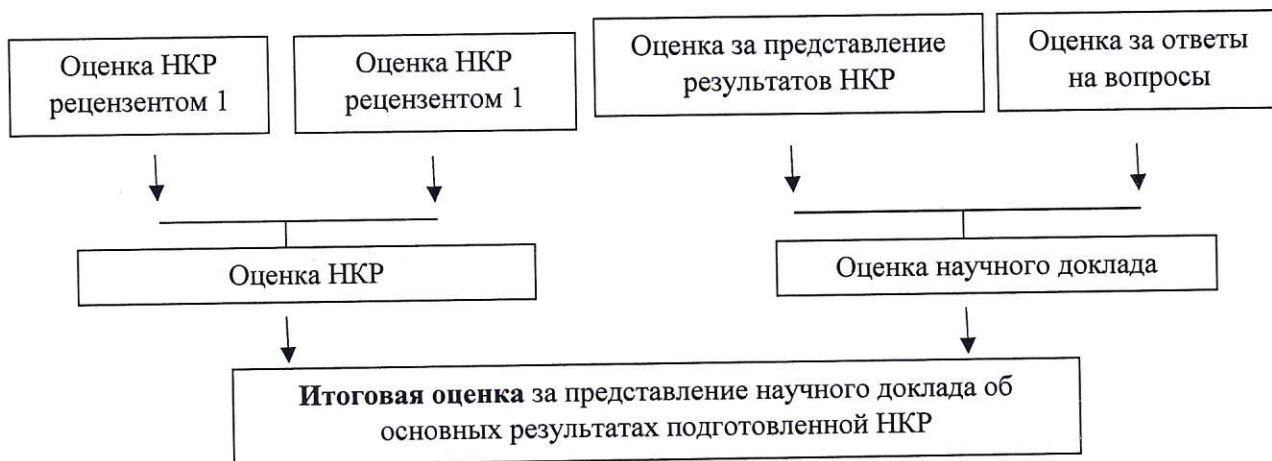 Оценка НКР
рецензентом 1
Оценка НКР
рецензентом 1
Оценка за представление
результатов НКР
Оценка за ответы
на вопросы
Оценка НКР
Оценка научного доклада
Итоговая оценка за представление научного доклада об
основных результатах подготовленной НКР